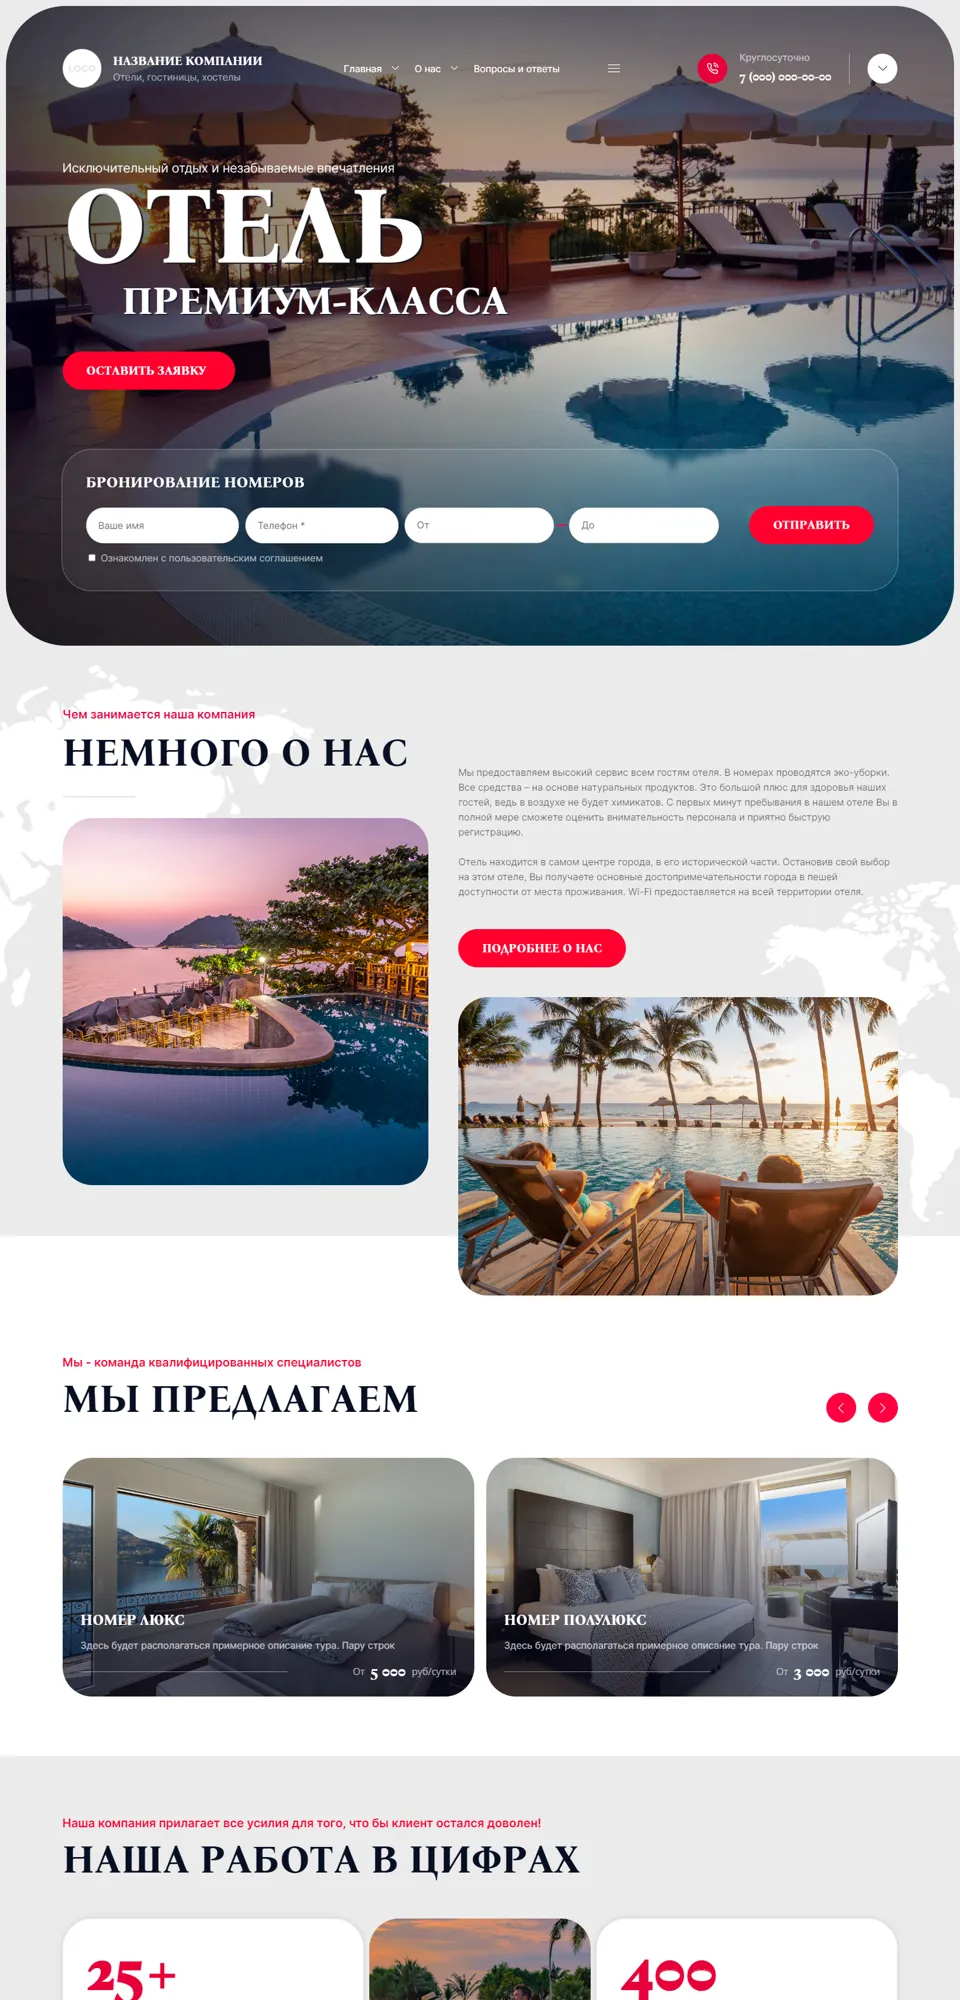 LOGO
НАЗВАНИЕ КОМПАНИИ
Отели, гостиницы, хостелы
Главная
О нас
Вопросы и ответы
Круглосуточно
7 (000) 000-00-00
Исключительный отдых и незабываемые впечатления
ОТЕЛЬ
ПРЕМИУМ-КЛАССА
ОСТАВИТЬ ЗАЯВКУ
БРОНИРОВАНИЕ НОМЕРОВ
Ваше имя
Телефон *
От
До
ОТПРАВИТЬ
Ознакомлен с пользовательским соглашением
Чем занимается наша компания
НЕМНОГО О НАС
Мы предоставляем высокий сервис всем гостям отеля. В номерах проводятся эко-уборки.
Все средства – на основе натуральных продуктов. Это большой плюс для здоровья наших
гостей, ведь в воздухе не будет химикатов. С первых минут пребывания в нашем отеле Вы в
полной мере сможете оценить внимательность персонала и приятно быструю
регистрацию.
Отель находится в самом центре города, в его исторической части. Остановив свой выбор
на этом отеле, Вы получаете основные достопримечательности города в пешей
доступности от места проживания. Wi-Fi предоставляется на всей территории отеля.
ПОДРОБНЕЕ О НАС
Мы - команда квалифицированных специалистов
МЫ ПРЕДЛАГАЕМ
НОМЕР ЛЮКС
Здесь будет располагаться примерное описание тура. Пару строк
От 5 000 руб/сутки
НОМЕР ПОЛУЛЮКС
Здесь будет располагаться примерное описание тура. Пару строк
От 3 000 руб/сутки
Наша компания прилагает все усилия для того, что бы клиент остался доволен!
НАША РАБОТА В ЦИФРАХ
25+
400